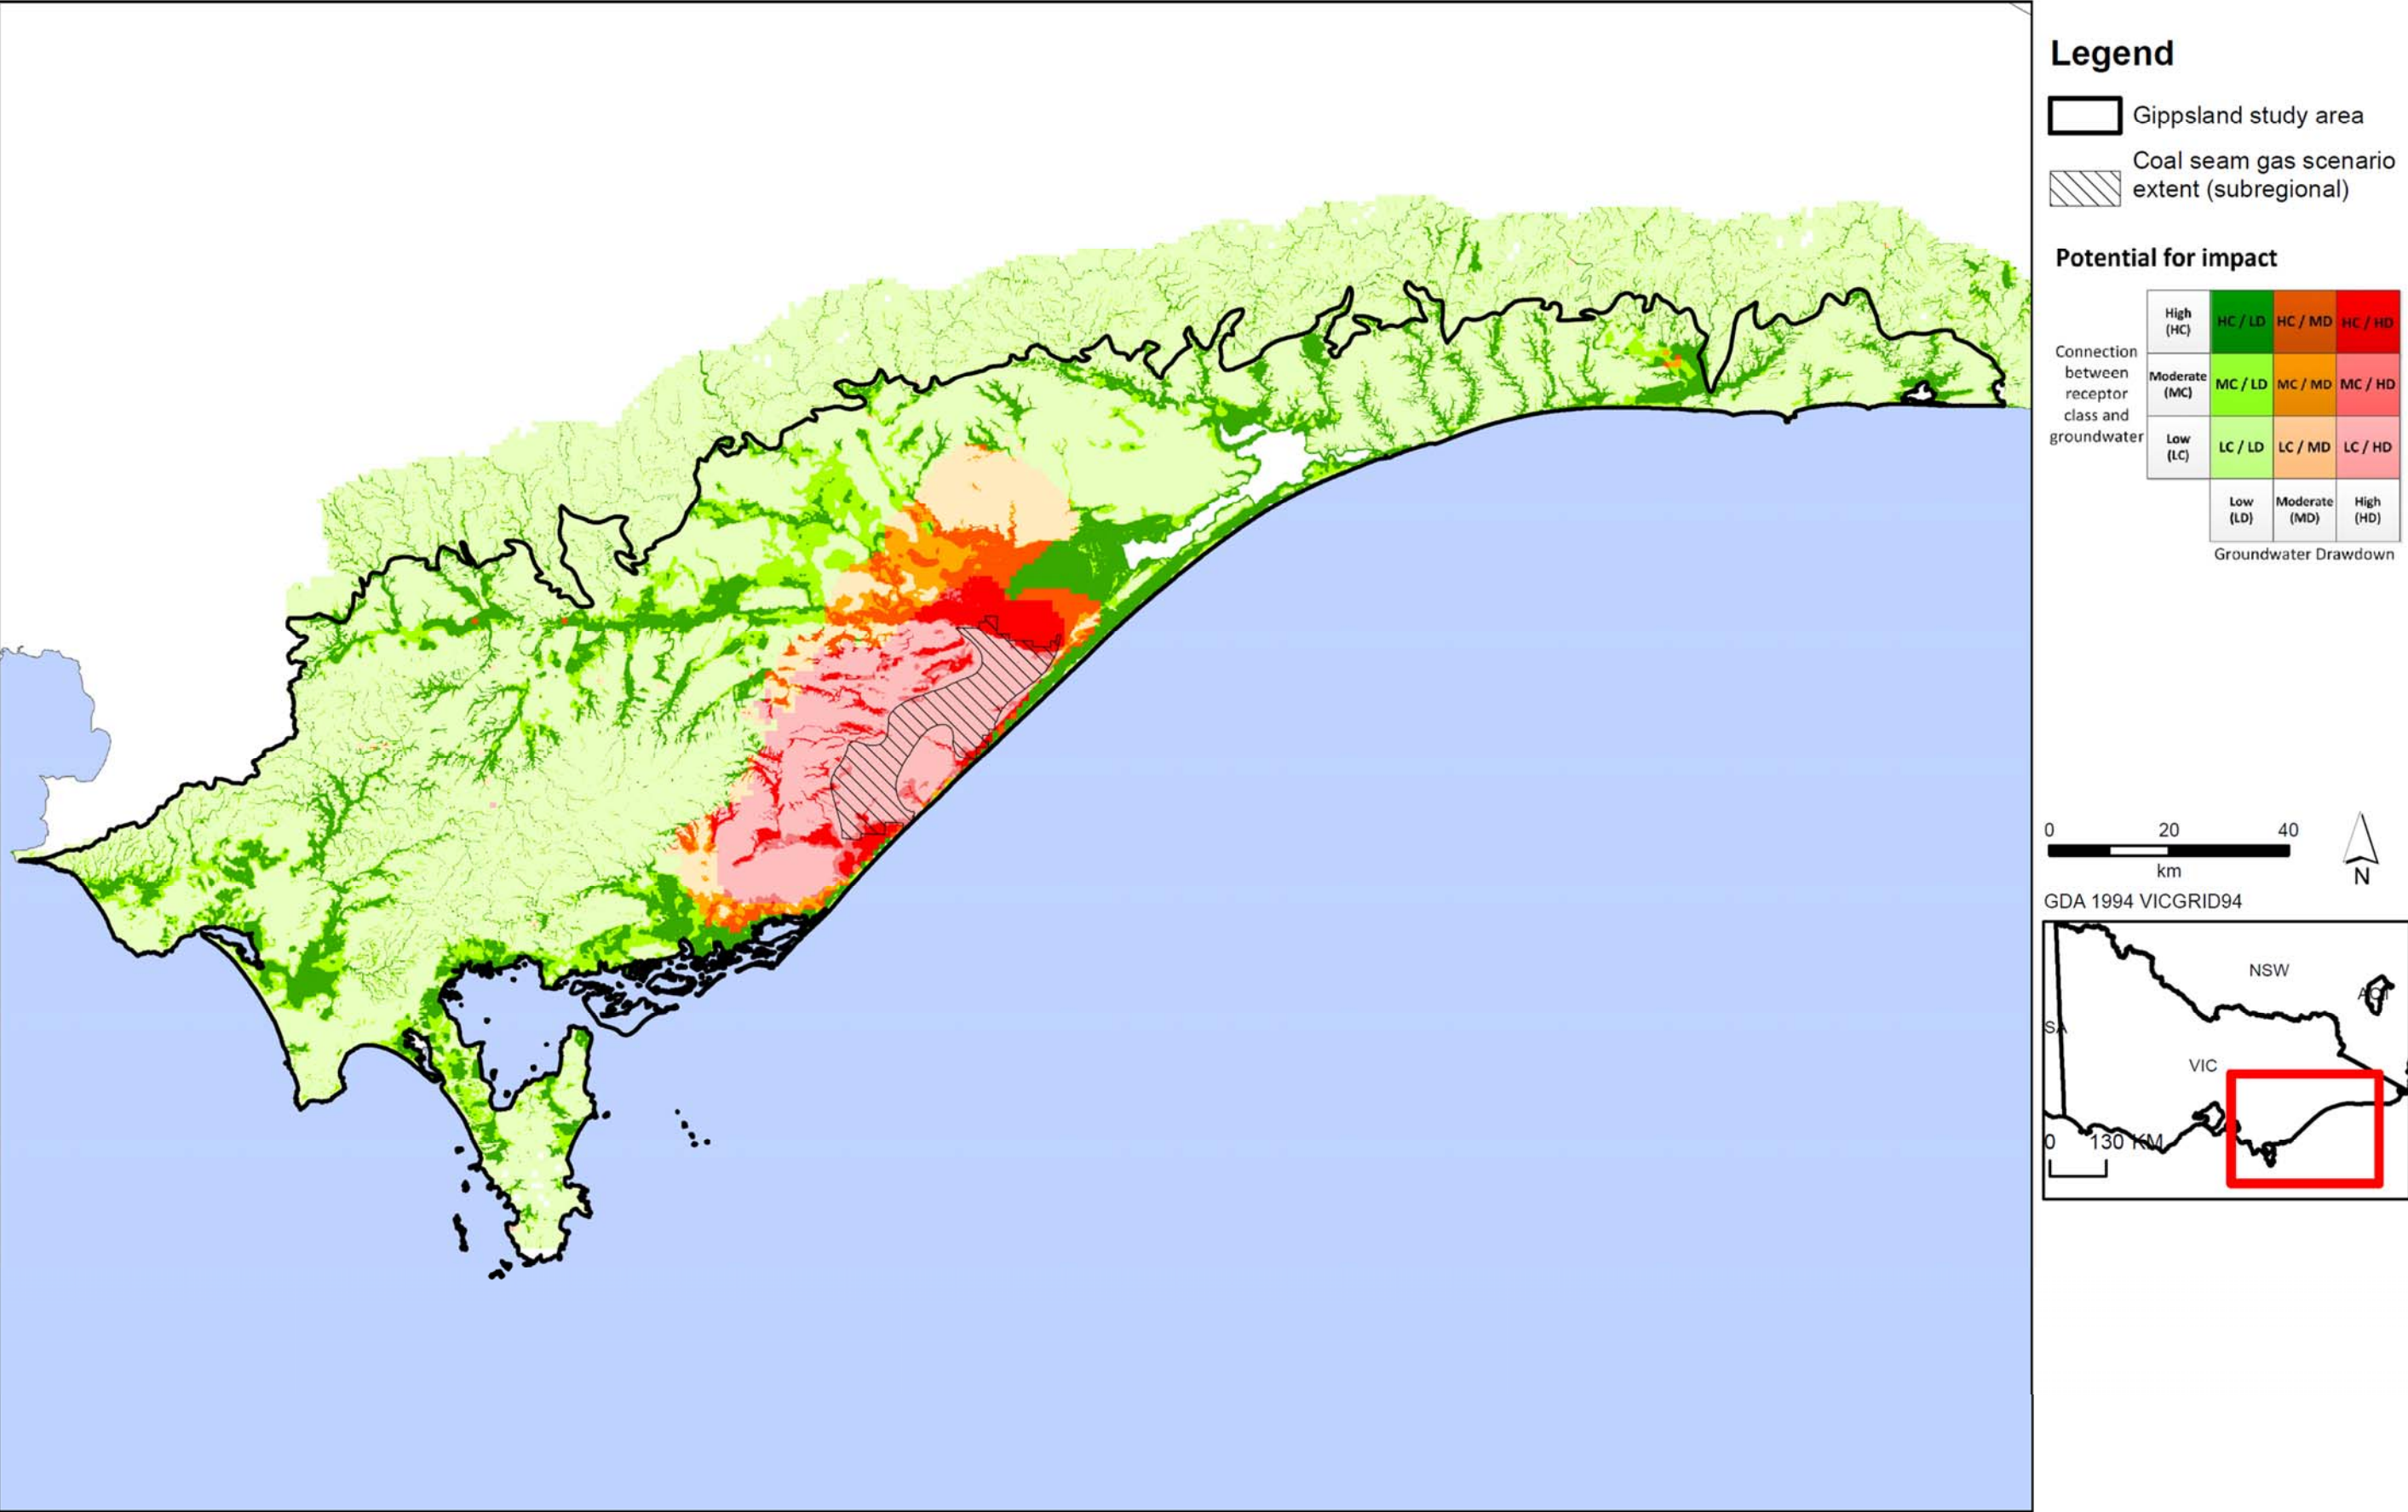 Legend
Gippsland study area
Coal seam gas scenario
extent (subregional)
Potential for impact
Connection
between
receptor
class and
groundwater
High
(HC)
HC / LD
HC / MD
HC / HD
Moderate
(MC)
MC / LD
MC / MD
MC / HD
Low
(LC)
LC / LD
LC / MD
LC / HD
Low
(LD)
Moderate
(MD)
High
(HD)
Groundwater Drawdown
0 20 40
km
N
GDA 1994 VICGRID94
NSW
ACT
SA
VIC
0 130 KM